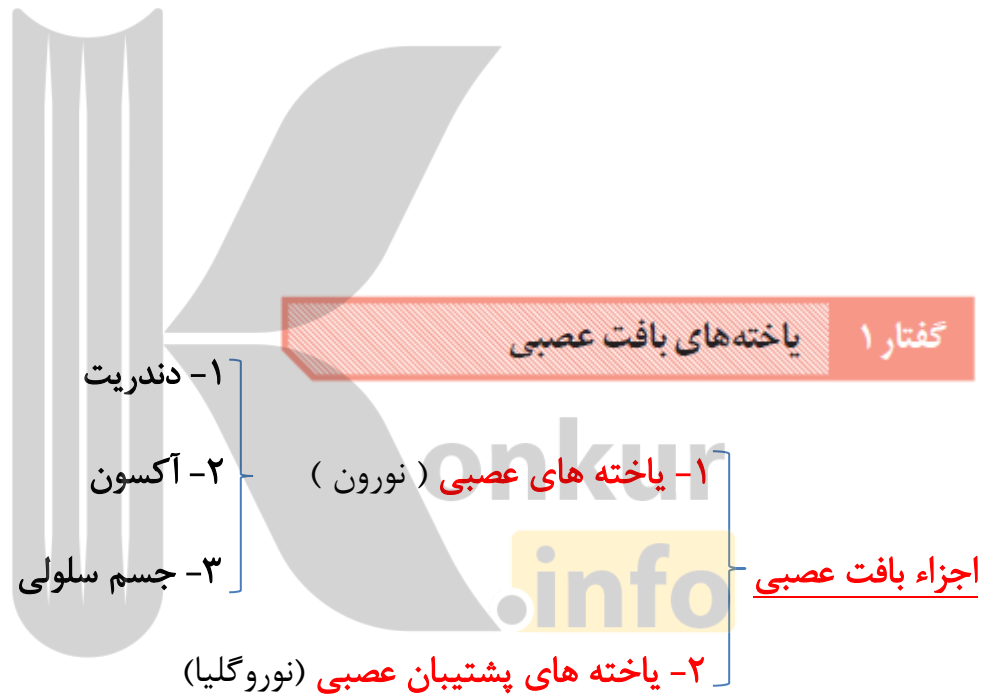 گفتار ۱ یاخته‌های بافت عصبی
اجزاء بافت عصبی
۱- یاخته های عصبی ( نورون )
۱- دندریت
۲- آکسون
۳- جسم سلولی
۲- یاخته های پشتیبان عصبی (نوروگلیا)
Konkur
.info